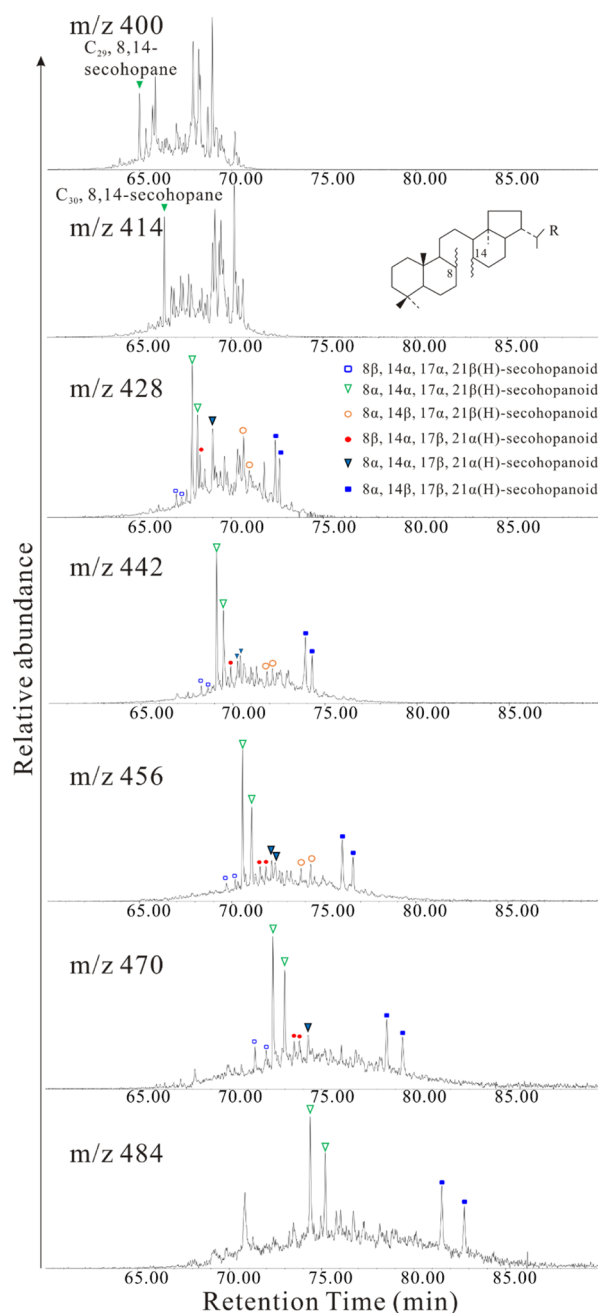 m/z 400
C29, 8,14-
secohopane
65.00 70.00 75.00 80.00 85.00
C30, 8,14-secohopane
m/z 414
R
14
8
65.00 70.00 75.00 80.00 85.00
m/z 428
8β, 14α, 17α, 21β(H)-secohopanoid
8α, 14α, 17α, 21β(H)-secohopanoid
8α, 14β, 17α, 21β(H)-secohopanoid
8β, 14α, 17β, 21α(H)-secohopanoid
8α, 14α, 17β, 21α(H)-secohopanoid
8α, 14β, 17β, 21α(H)-secohopanoid
65.00 70.00 75.00 80.00 85.00
m/z 442
65.00 70.00 75.00 80.00 85.00
Relative abundance
m/z 456
65.00 70.00 75.00 80.00 85.00
m/z 470
65.00 70.00 75.00 80.00 85.00
m/z 484
65.00 70.00 75.00 80.00 85.00
Retention Time (min)